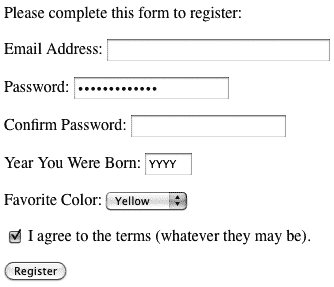 Please complete this form to register:
Email Address:
Password: •••••••••••••
Confirm Password:
Year You Were Born: YYYY
Favorite Color: Yellow
I agree to the terms (whatever they may be).
Register